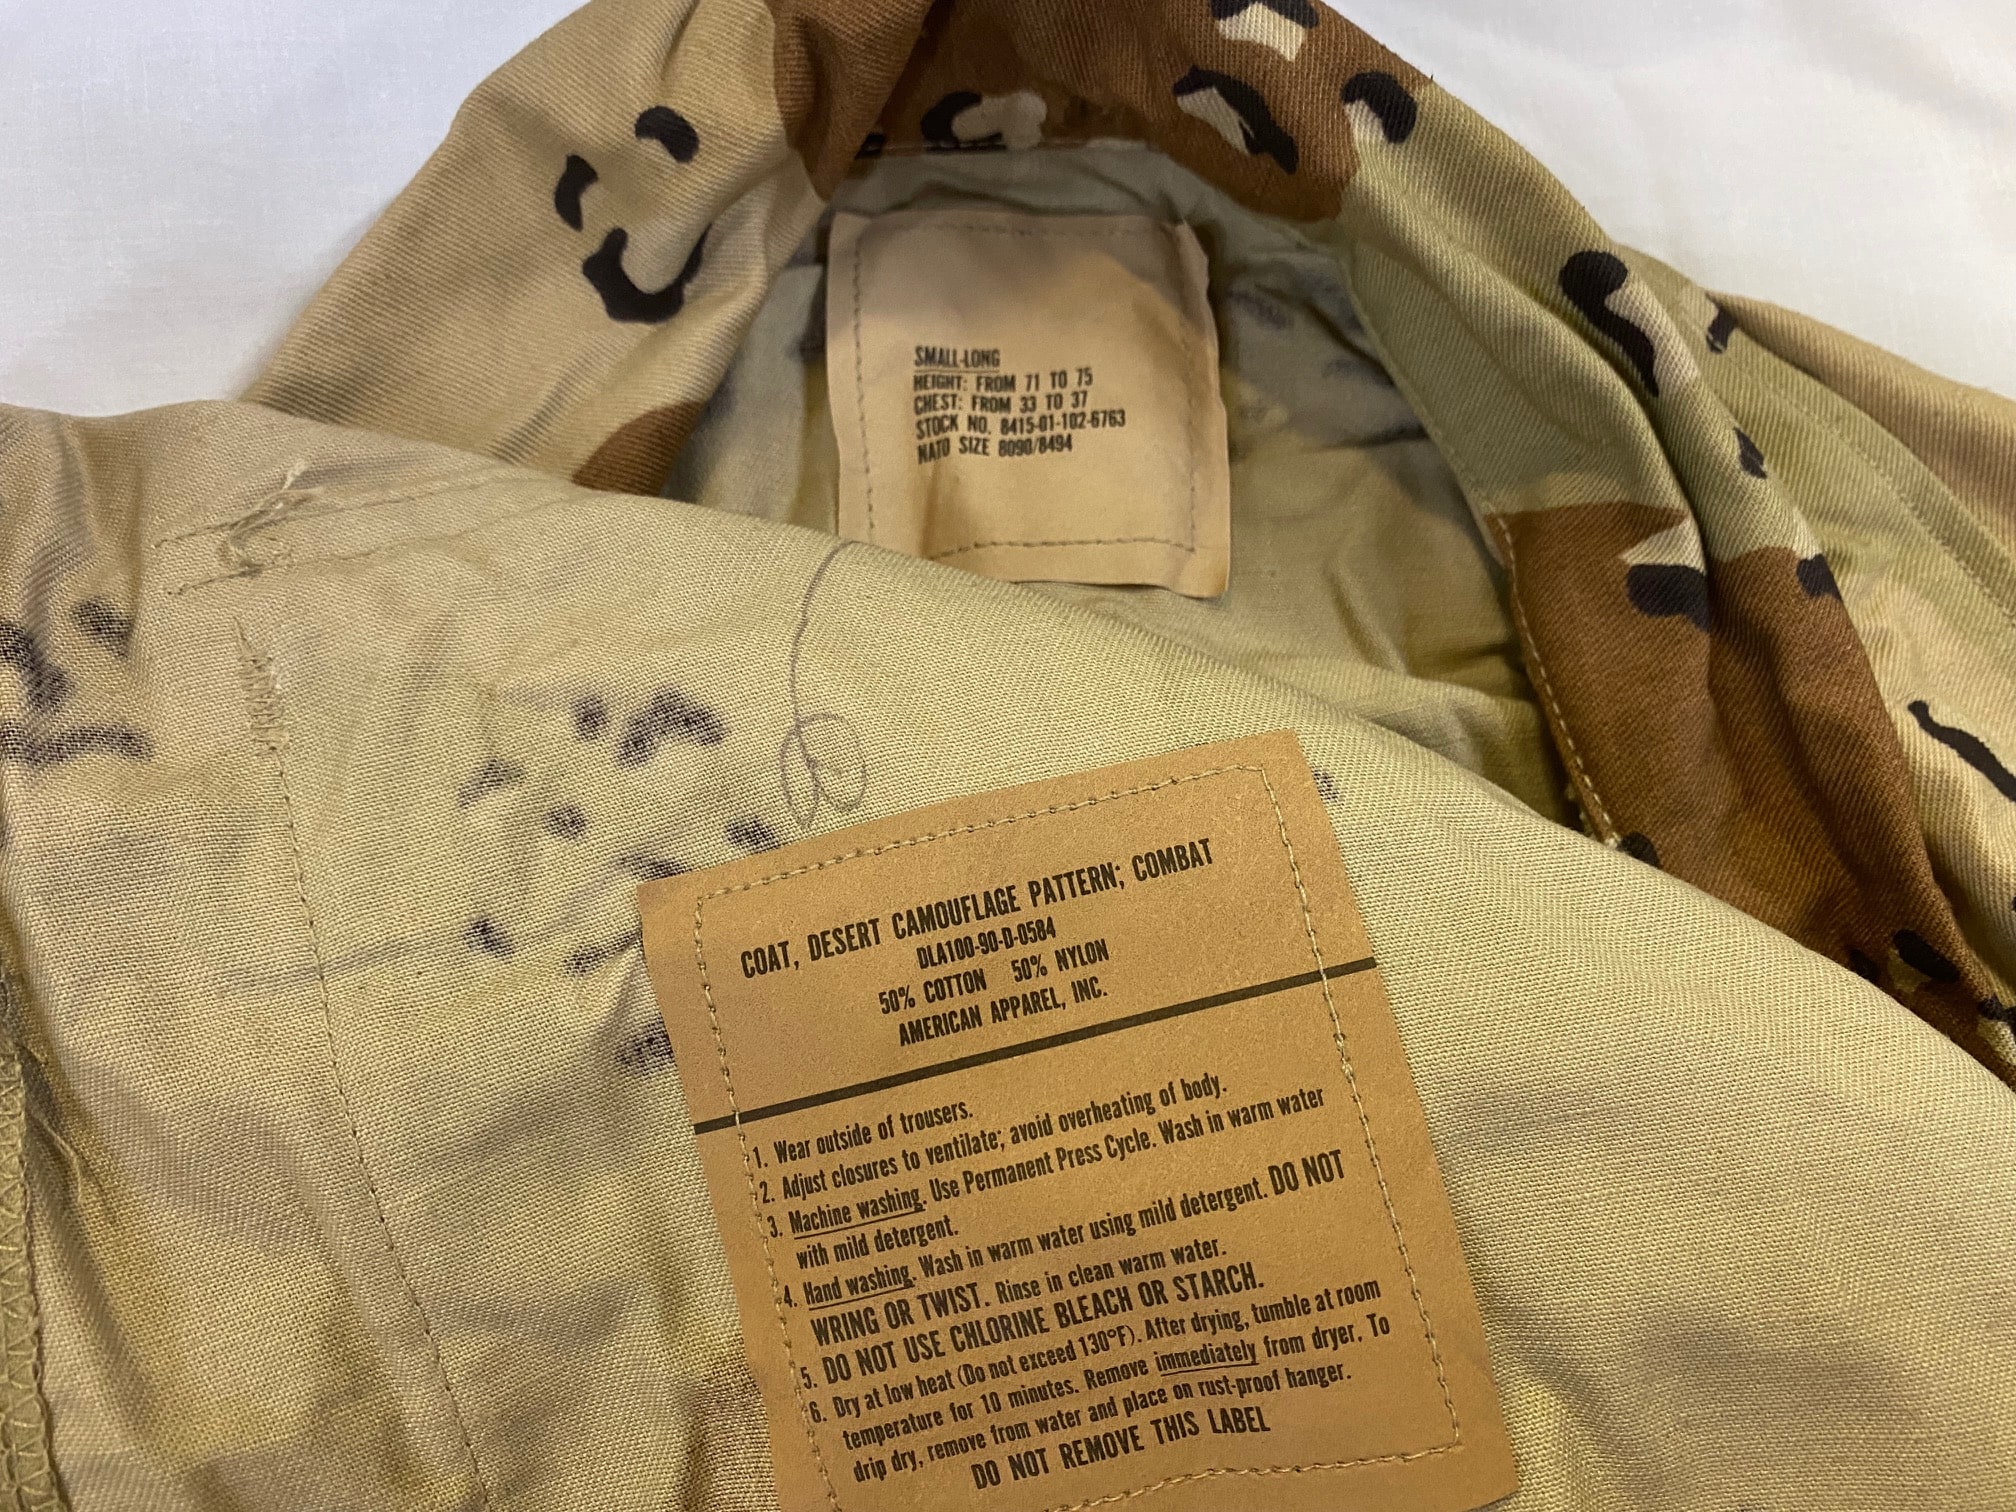 SMALL-LONG
HEIGHT: FROM 71 TO 75
CHEST: FROM 33 TO 37
STOCK NO. 8415-01-102-6763
NATO SIZE 8090/8494
COAT, DESERT CAMOUFLAGE PATTERN; COMBAT
DLA100-90-D-0584
50% COTTON 50% NYLON
AMERICAN APPAREL, INC.
1. Wear outside of trousers.
2. Adjust closures to ventilate; avoid overheating of body.
3. Machine washing. Use Permanent Press Cycle. Wash in warm water
with mild detergent.
4. Hand washing. Wash in warm water using mild detergent. DO NOT
WRING OR TWIST. Rinse in clean warm water.
5. DO NOT USE CHLORINE BLEACH OR STARCH.
6. Dry at low heat (Do not exceed 130°F). After drying, tumble at room
temperature for 10 minutes. Remove immediately from dryer. To
drip dry, remove from water and place on rust-proof hanger.
DO NOT REMOVE THIS LABEL